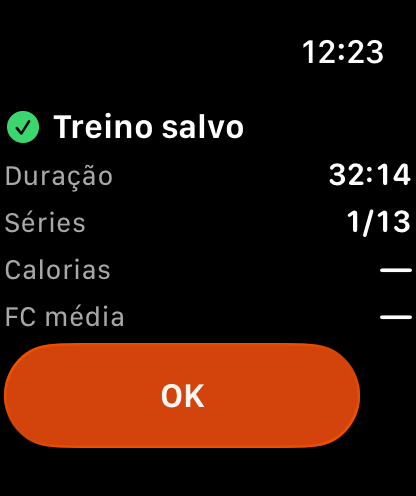 12:23
Treino salvo
Duração 32:14
Séries 1/13
Calorias —
FC média —
OK